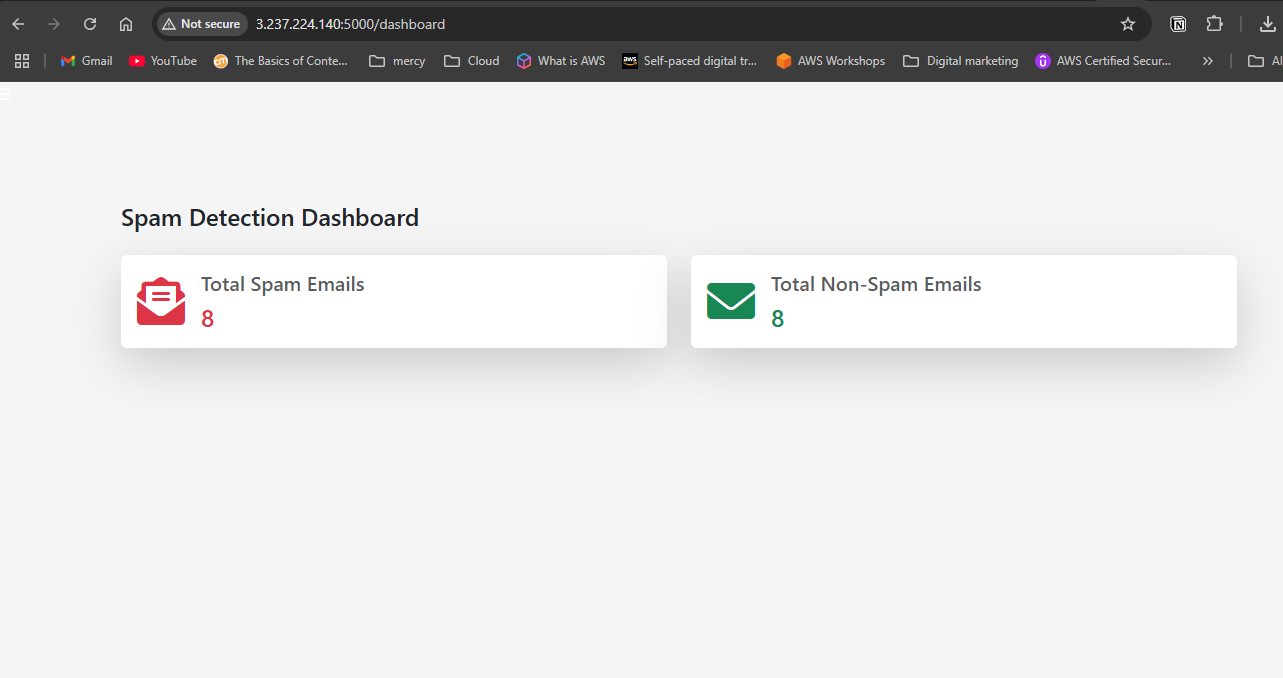 Not secure 3.237.224.140:5000/dashboard
Gmail YouTube The Basics of Conte... mercy Cloud What is AWS aws Self-paced digital tr... AWS Workshops Digital marketing AWS Certified Secur... » Al
Spam Detection Dashboard
Total Spam Emails
8
Total Non-Spam Emails
8